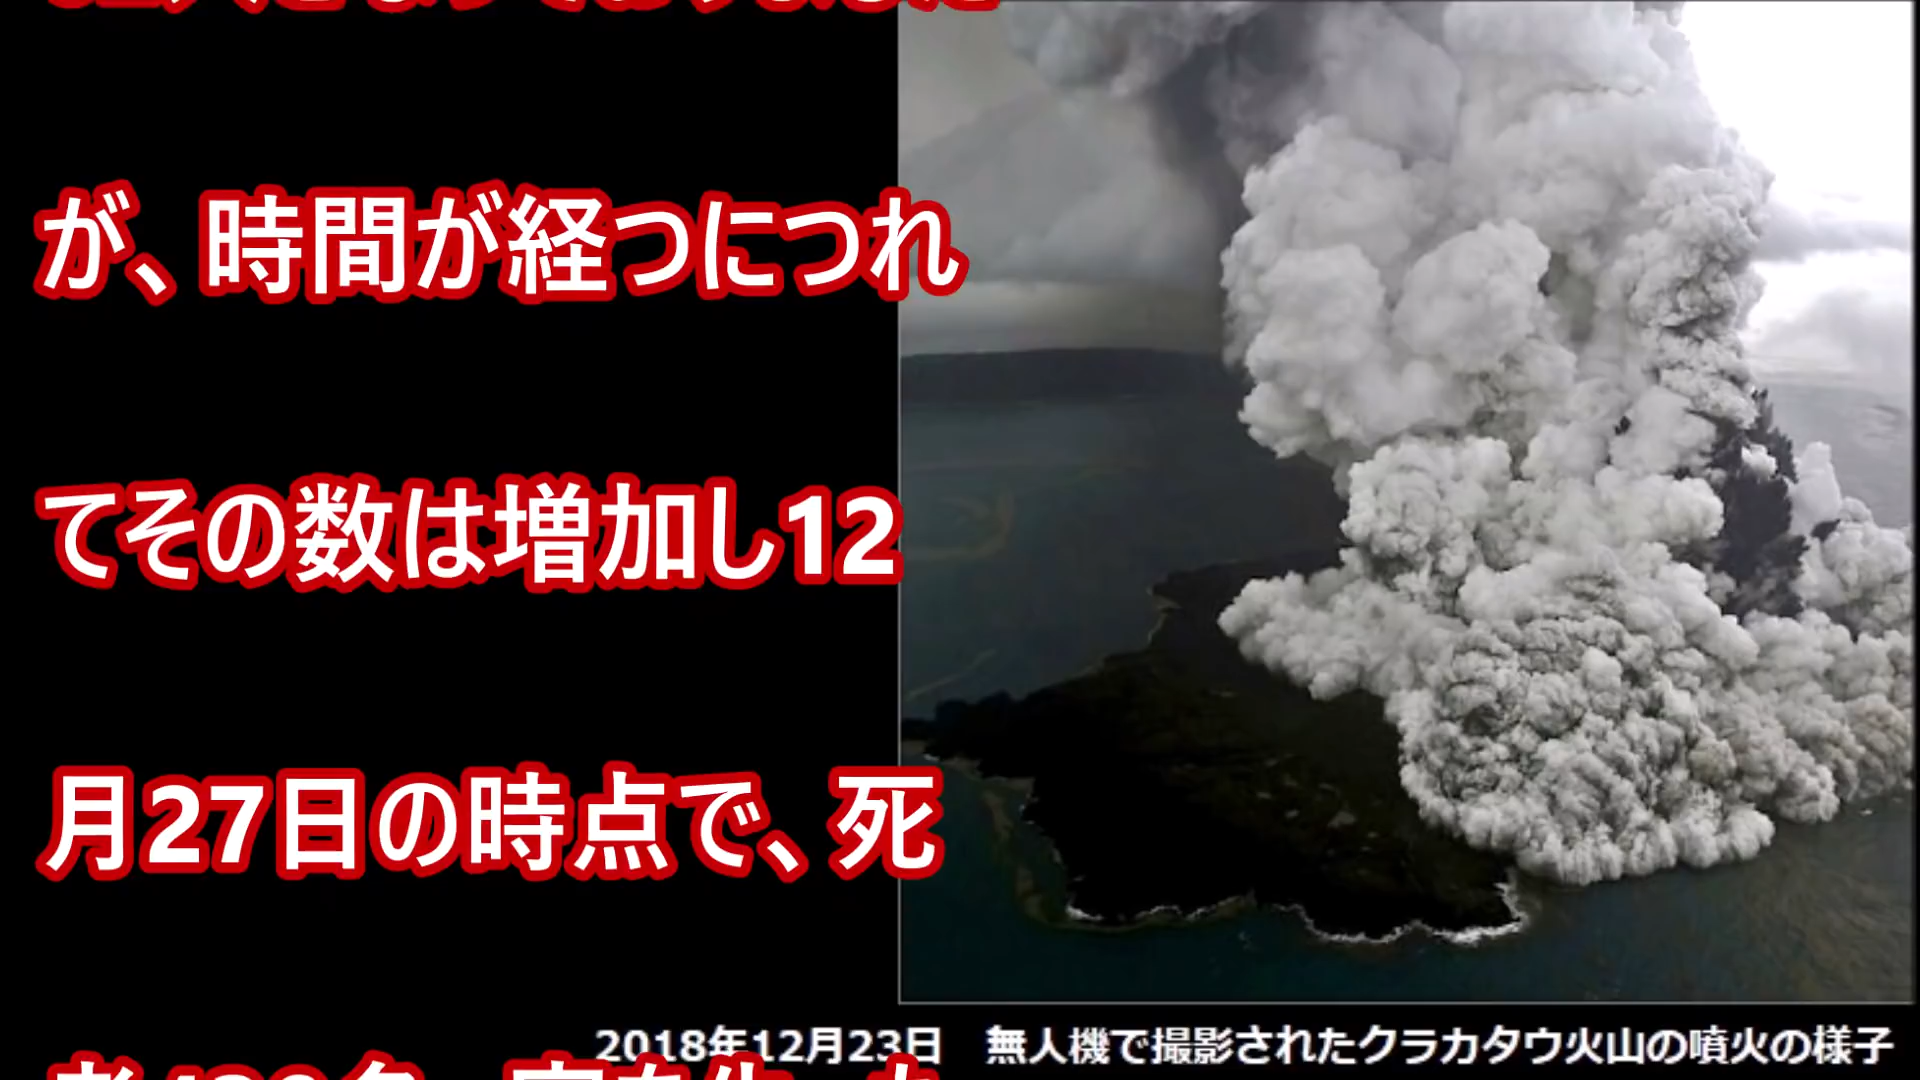 が、時間が経つにつれ
てその数は増加し12
月27日の時点で、死
2018年12月23日　無人機で撮影されたクラカタウ火山の噴火の様子